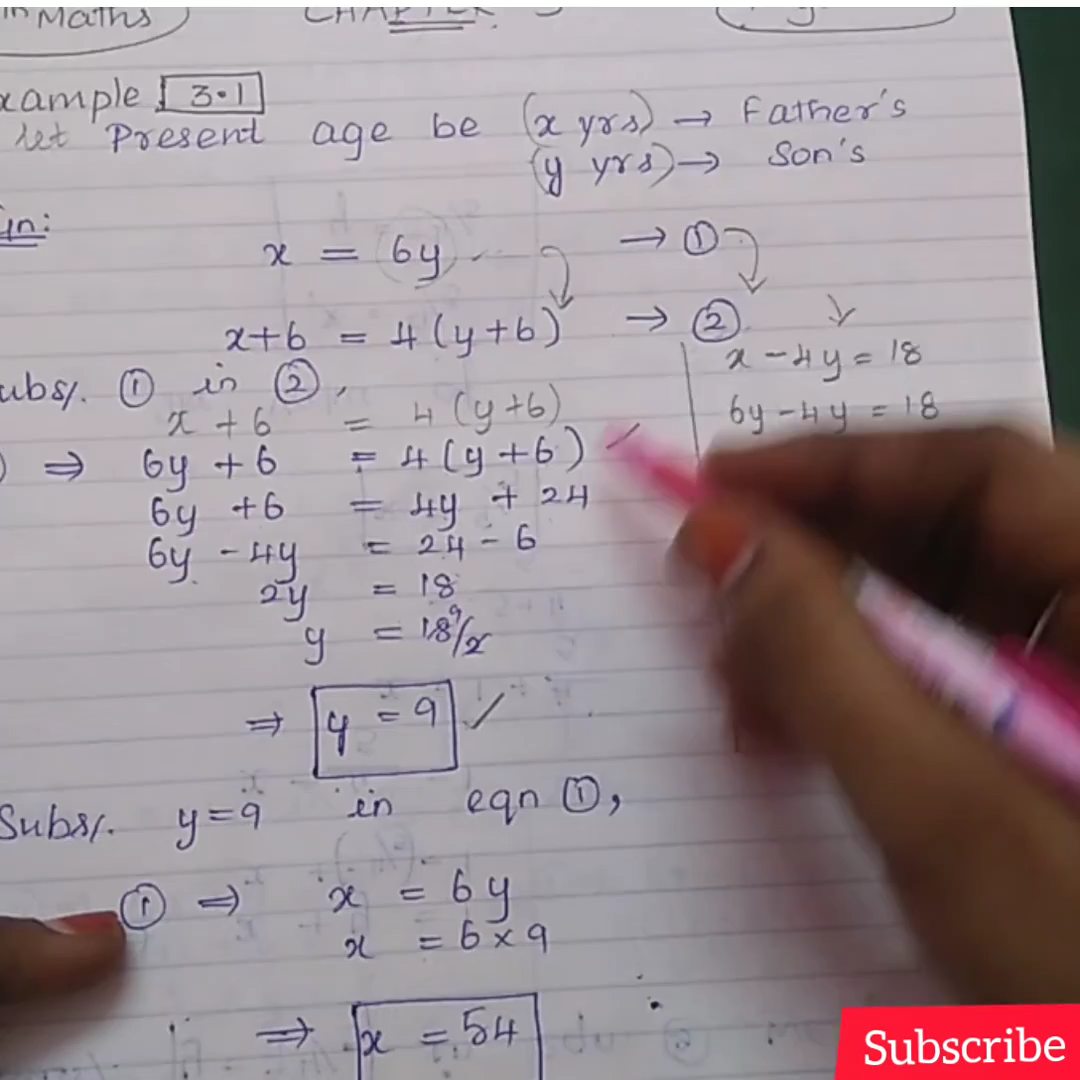 Maths
xample 3.1
let Present age be (x yrs) → Father's
(y yrs) → Son's
x = 6y → ①
x+6 = 4(y+6) → ②
x - 4y = 18
6y - 4y = 18
ubs/. ① in ②,
x + 6 = 4(y+6)
⇒ 6y + 6 = 4(y+6)
6y + 6 = 4y + 24
6y - 4y = 24 - 6
2y = 18
y = 18/2 9
⇒ y = 9
Subs/. y=9 in eqn ①,
① ⇒ x = 6y
x = 6 × 9
⇒ x = 54
Subscribe